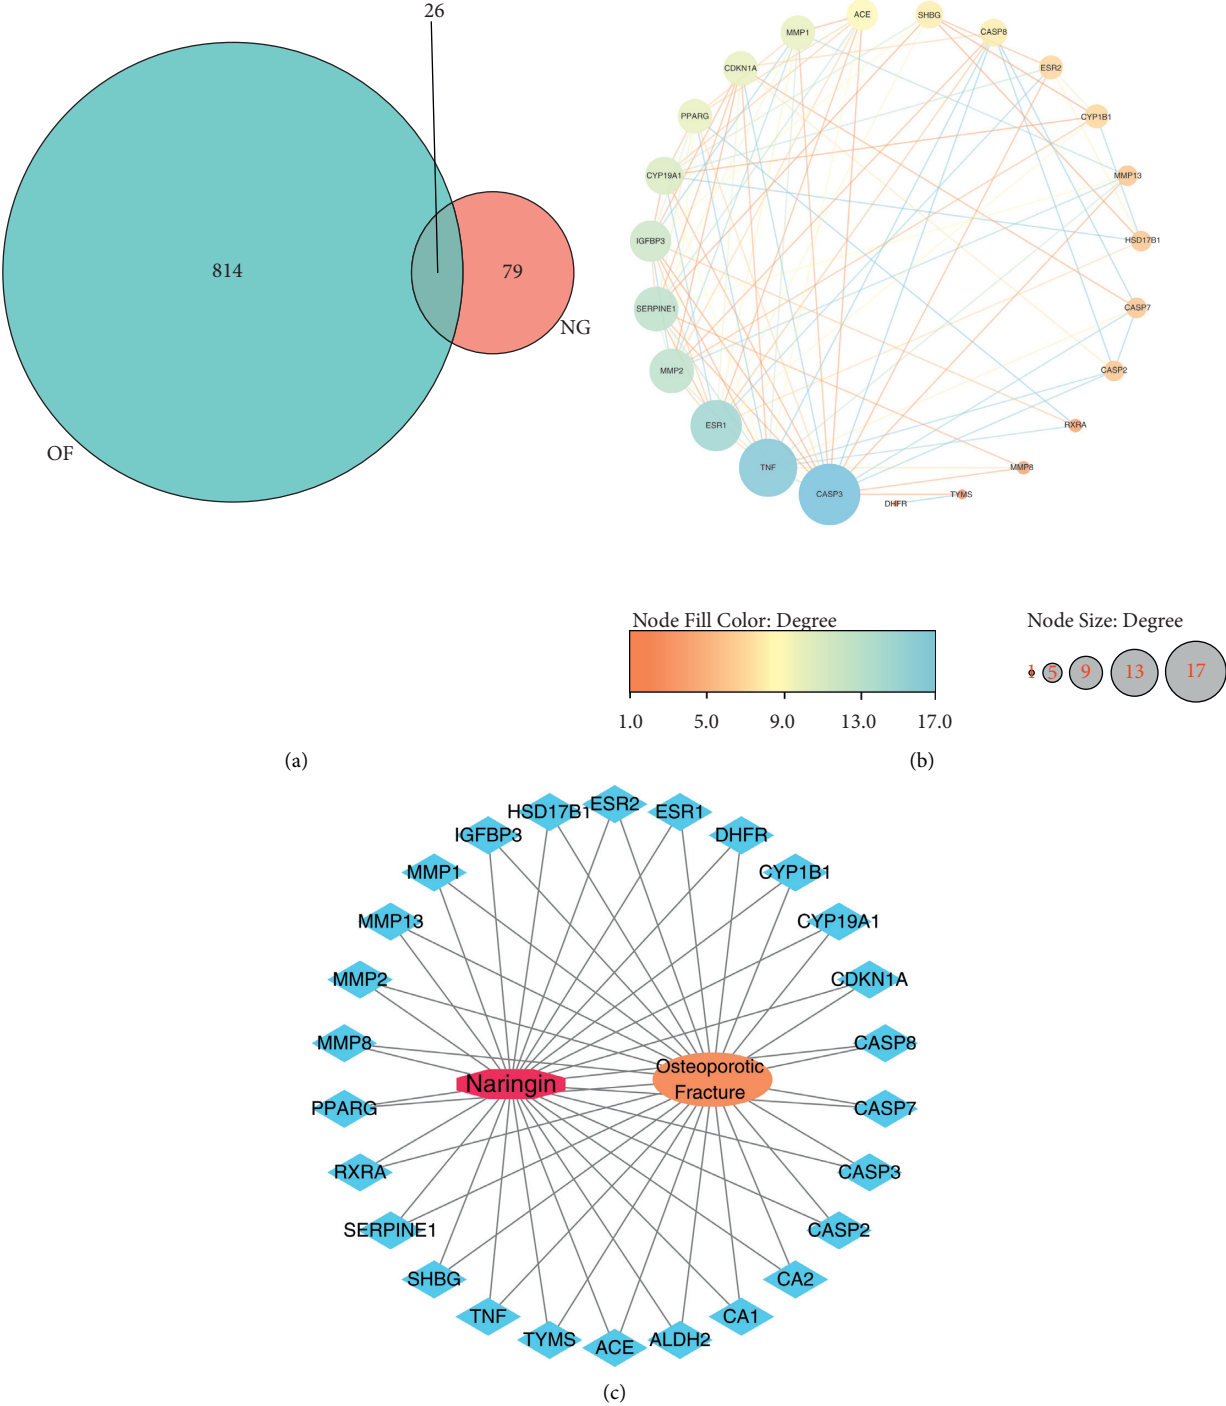 26
814
79
NG
OF
ACE
SHBG
MMP1
CASP8
CDKN1A
ESR2
PPARG
CYP1B1
CYP19A1
MMP13
IGFBP3
HSD17B1
SERPINE1
CASP7
MMP2
CASP2
ESR1
RXRA
TNF
MMP8
CASP3
TYMS
DHFR
Node Fill Color: Degree
1.0 5.0 9.0 13.0 17.0
Node Size: Degree
1 5 9 13 17
(a)
(b)
HSD17B1
ESR2
ESR1
IGFBP3
DHFR
MMP1
CYP1B1
MMP13
CYP19A1
MMP2
CDKN1A
MMP8
CASP8
Naringin
Osteoporotic
Fracture
PPARG
CASP7
RXRA
CASP3
SERPINE1
CASP2
SHBG
CA2
TNF
CA1
TYMS
ACE
ALDH2
(c)